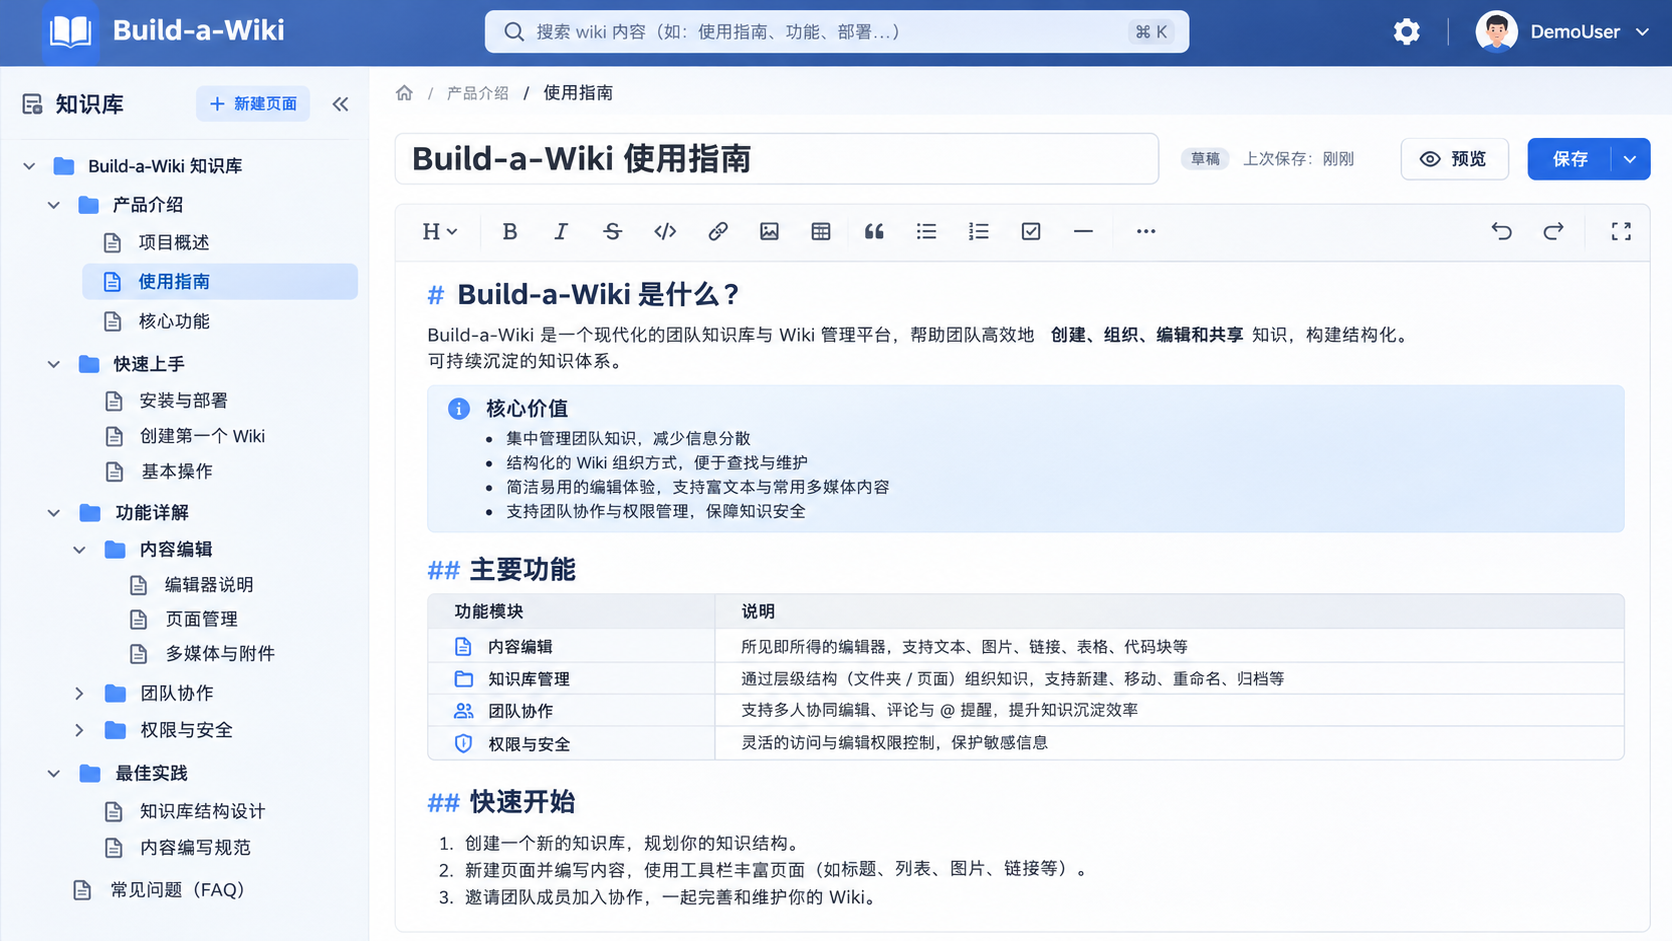 Build-a-Wiki
搜索 wiki 内容（如：使用指南、功能、部署...）
⌘ K
DemoUser
知识库
+ 新建页面
Build-a-Wiki 知识库
产品介绍
项目概述
使用指南
核心功能
快速上手
安装与部署
创建第一个 Wiki
基本操作
功能详解
内容编辑
编辑器说明
页面管理
多媒体与附件
团队协作
权限与安全
最佳实践
知识库结构设计
内容编写规范
常见问题（FAQ）
/ 产品介绍 / 使用指南
Build-a-Wiki 使用指南
草稿 上次保存：刚刚
预览
保存
H B I S </> “ ...
# Build-a-Wiki 是什么？
Build-a-Wiki 是一个现代化的团队知识库与 Wiki 管理平台，帮助团队高效地 创建、组织、编辑和共享 知识，构建结构化。
可持续沉淀的知识体系。
核心价值
• 集中管理团队知识，减少信息分散
• 结构化的 Wiki 组织方式，便于查找与维护
• 简洁易用的编辑体验，支持富文本与常用多媒体内容
• 支持团队协作与权限管理，保障知识安全
## 主要功能
功能模块 说明
内容编辑 所见即所得的编辑器，支持文本、图片、链接、表格、代码块等
知识库管理 通过层级结构（文件夹 / 页面）组织知识，支持新建、移动、重命名、归档等
团队协作 支持多人协同编辑、评论与 @ 提醒，提升知识沉淀效率
权限与安全 灵活的访问与编辑权限控制，保护敏感信息
## 快速开始
1. 创建一个新的知识库，规划你的知识结构。
2. 新建页面并编写内容，使用工具栏丰富页面（如标题、列表、图片、链接等）。
3. 邀请团队成员加入协作，一起完善和维护你的 Wiki。